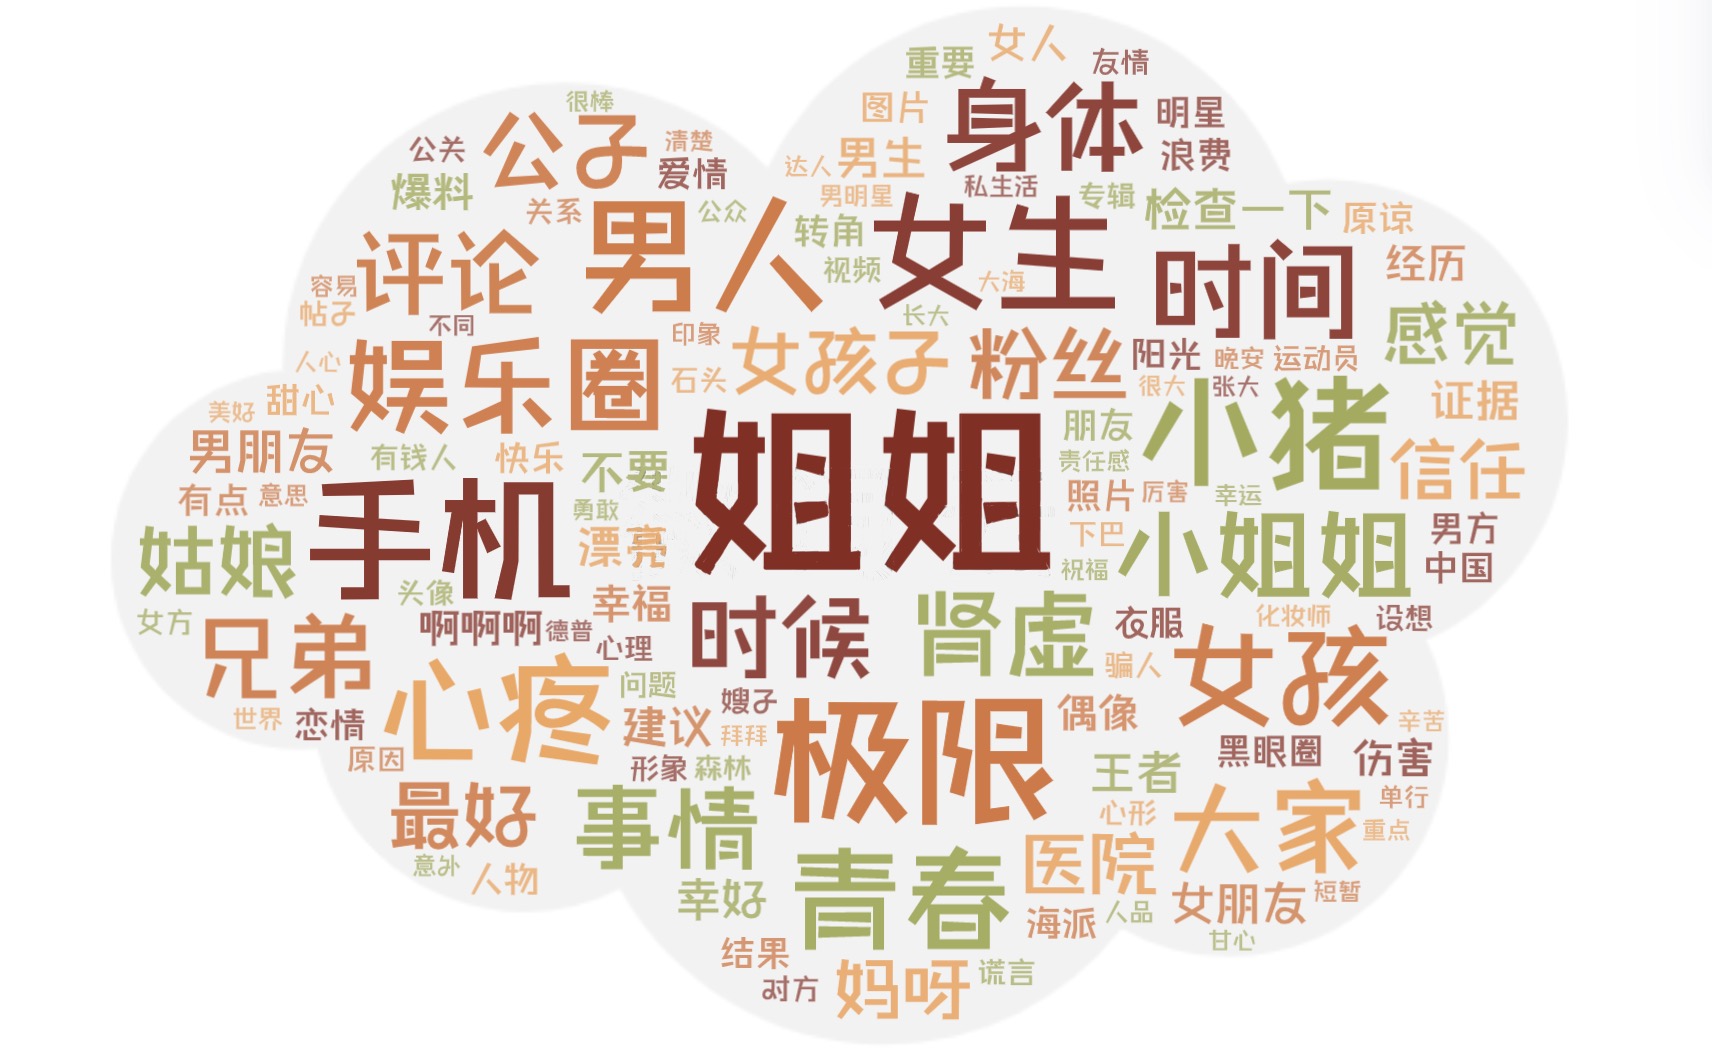 女人
重要
友情
很棒
图片
身体
明星
公子
公关
清楚
男生
浪费
爱情
达人
爆料
私生活
男明星
专辑
检查一下
关系
公众
男人
转角
女生
原谅
评论
视频
时间
经历
容易
大海
帖子
不同
长大
感觉
印象
娱乐圈
女孩子
粉丝
阳光
晚安
运动员
人心
石头
很大
张大
甜心
美好
小猪
证据
姐姐
朋友
男朋友
有钱人
快乐
不要
责任感
信任
有点
意思
手机
勇敢
照片
厉害
幸运
姑娘
漂亮
下巴
小姐姐
男方
中国
祝福
头像
幸福
女方
啊啊啊
德普
时候
肾虚
衣服
化妆师
设想
兄弟
心理
骗人
女孩
心疼
问题
嫂子
世界
恋情
建议
拜拜
极限
偶像
辛苦
原因
形象
森林
黑眼圈
伤害
王者
最好
事情
心形
大家
单行
重点
意外
人物
医院
青春
幸好
女朋友
短暂
海派
人品
结果
甘心
对方
妈呀
谎言